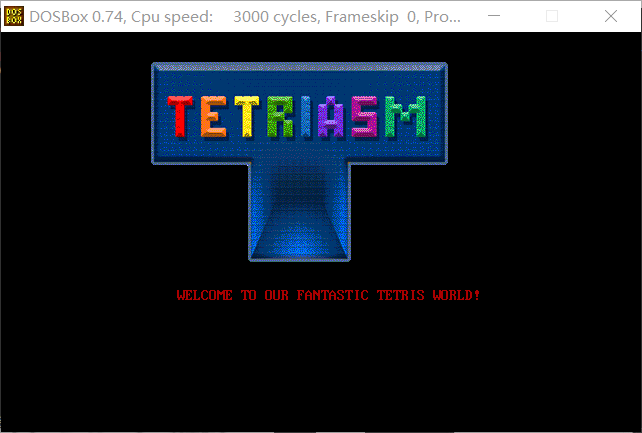 DOS
BOX
DOSBox 0.74, Cpu speed: 3000 cycles, Frameskip 0, Pro...
TETRIASM
WELCOME TO OUR FANTASTIC TETRIS WORLD!